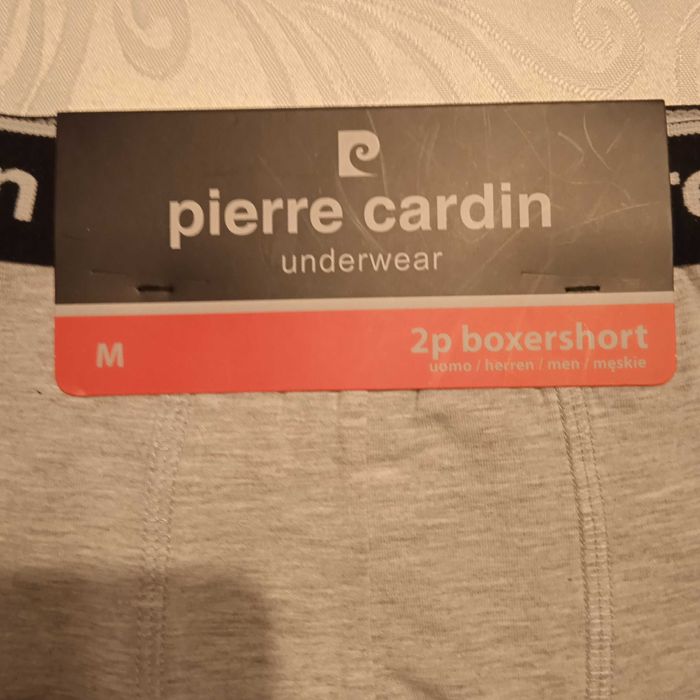 pierre cardin
underwear
M
2p boxershort
uomo / herren / men / męskie